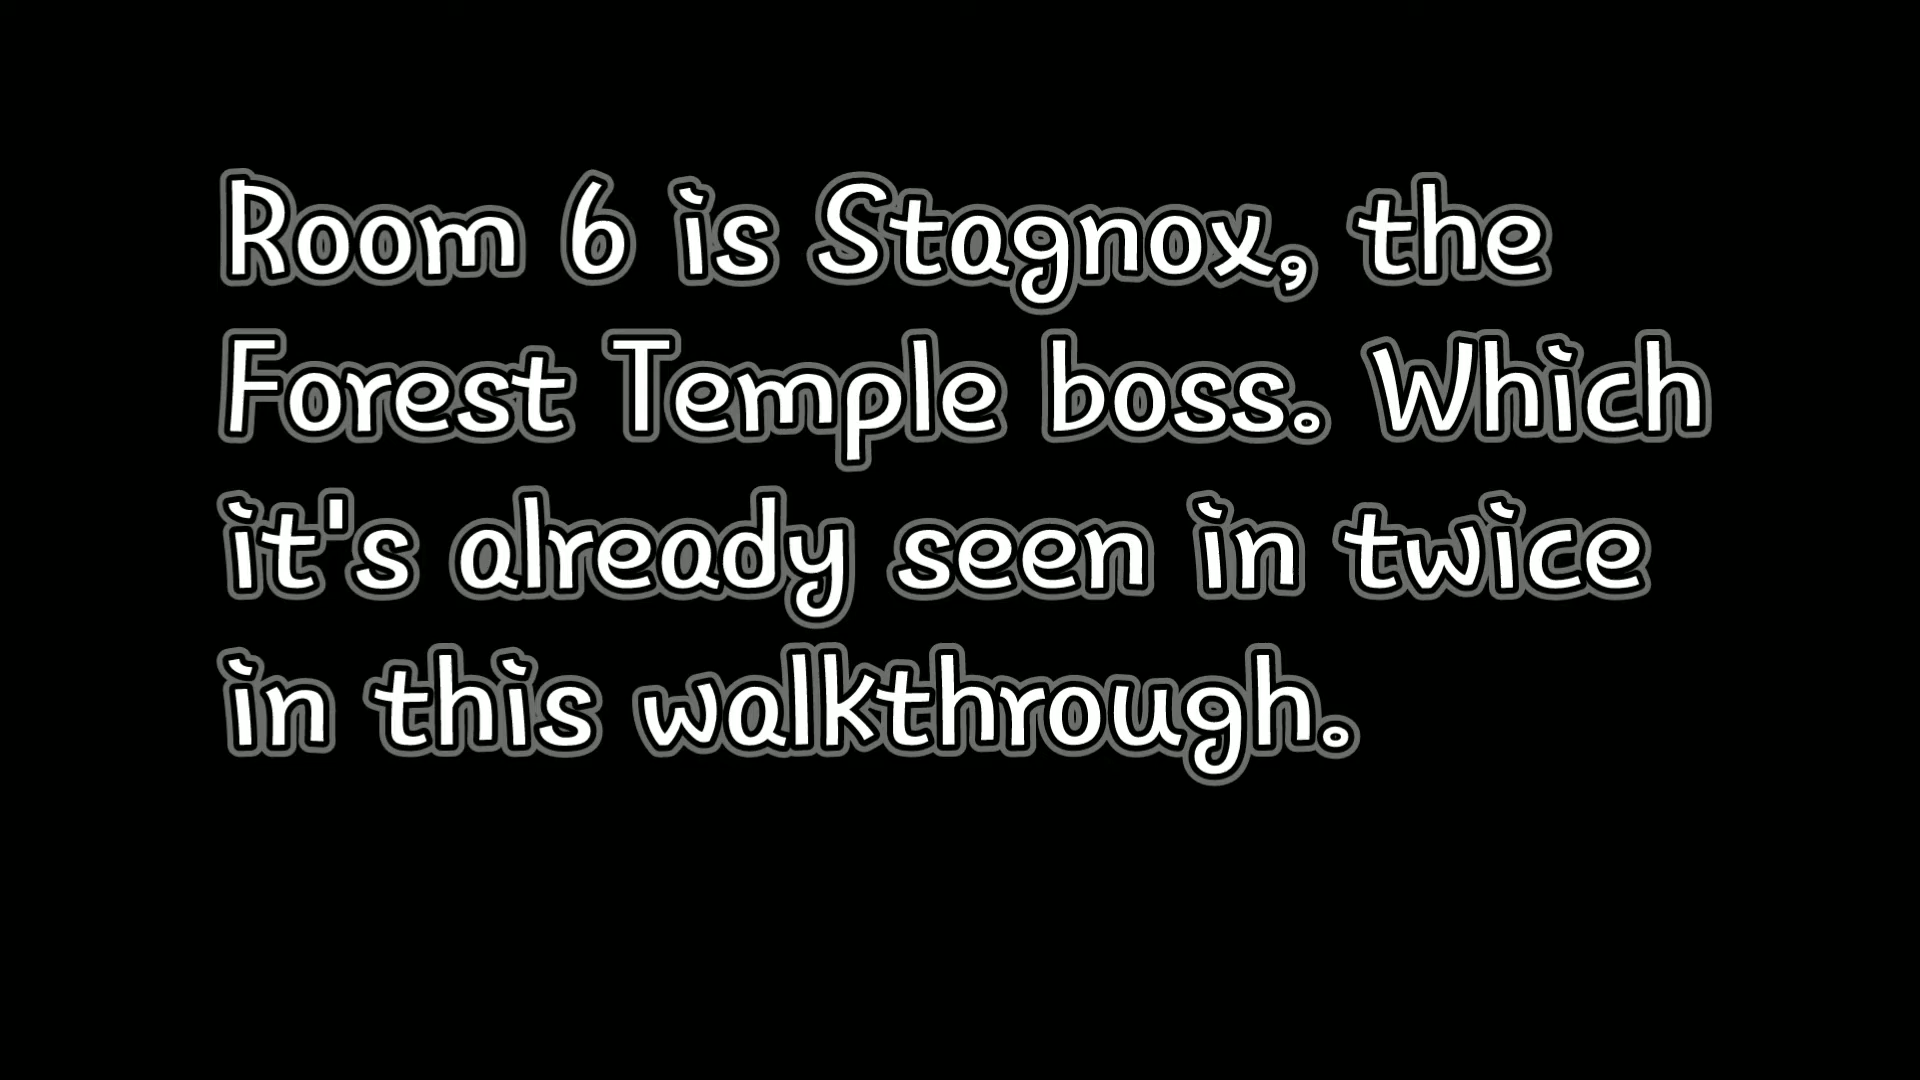 Room 6 is Stagnox, the
Forest Temple boss. Which
it's already seen in twice
in this walkthrough.